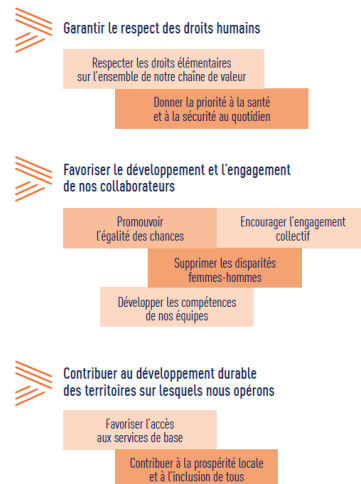 Garantir le respect des droits humains
Respecter les droits élémentaires
sur l'ensemble de notre chaîne de valeur
Donner la priorité à la santé
et à la sécurité au quotidien
Favoriser le développement et l'engagement
de nos collaborateurs
Promouvoir
l'égalité des chances
Encourager l'engagement
collectif
Supprimer les disparités
femmes-hommes
Développer les compétences
de nos équipes
Contribuer au développement durable
des territoires sur lesquels nous opérons
Favoriser l'accès
aux services de base
Contribuer à la prospérité locale
et à l'inclusion de tous